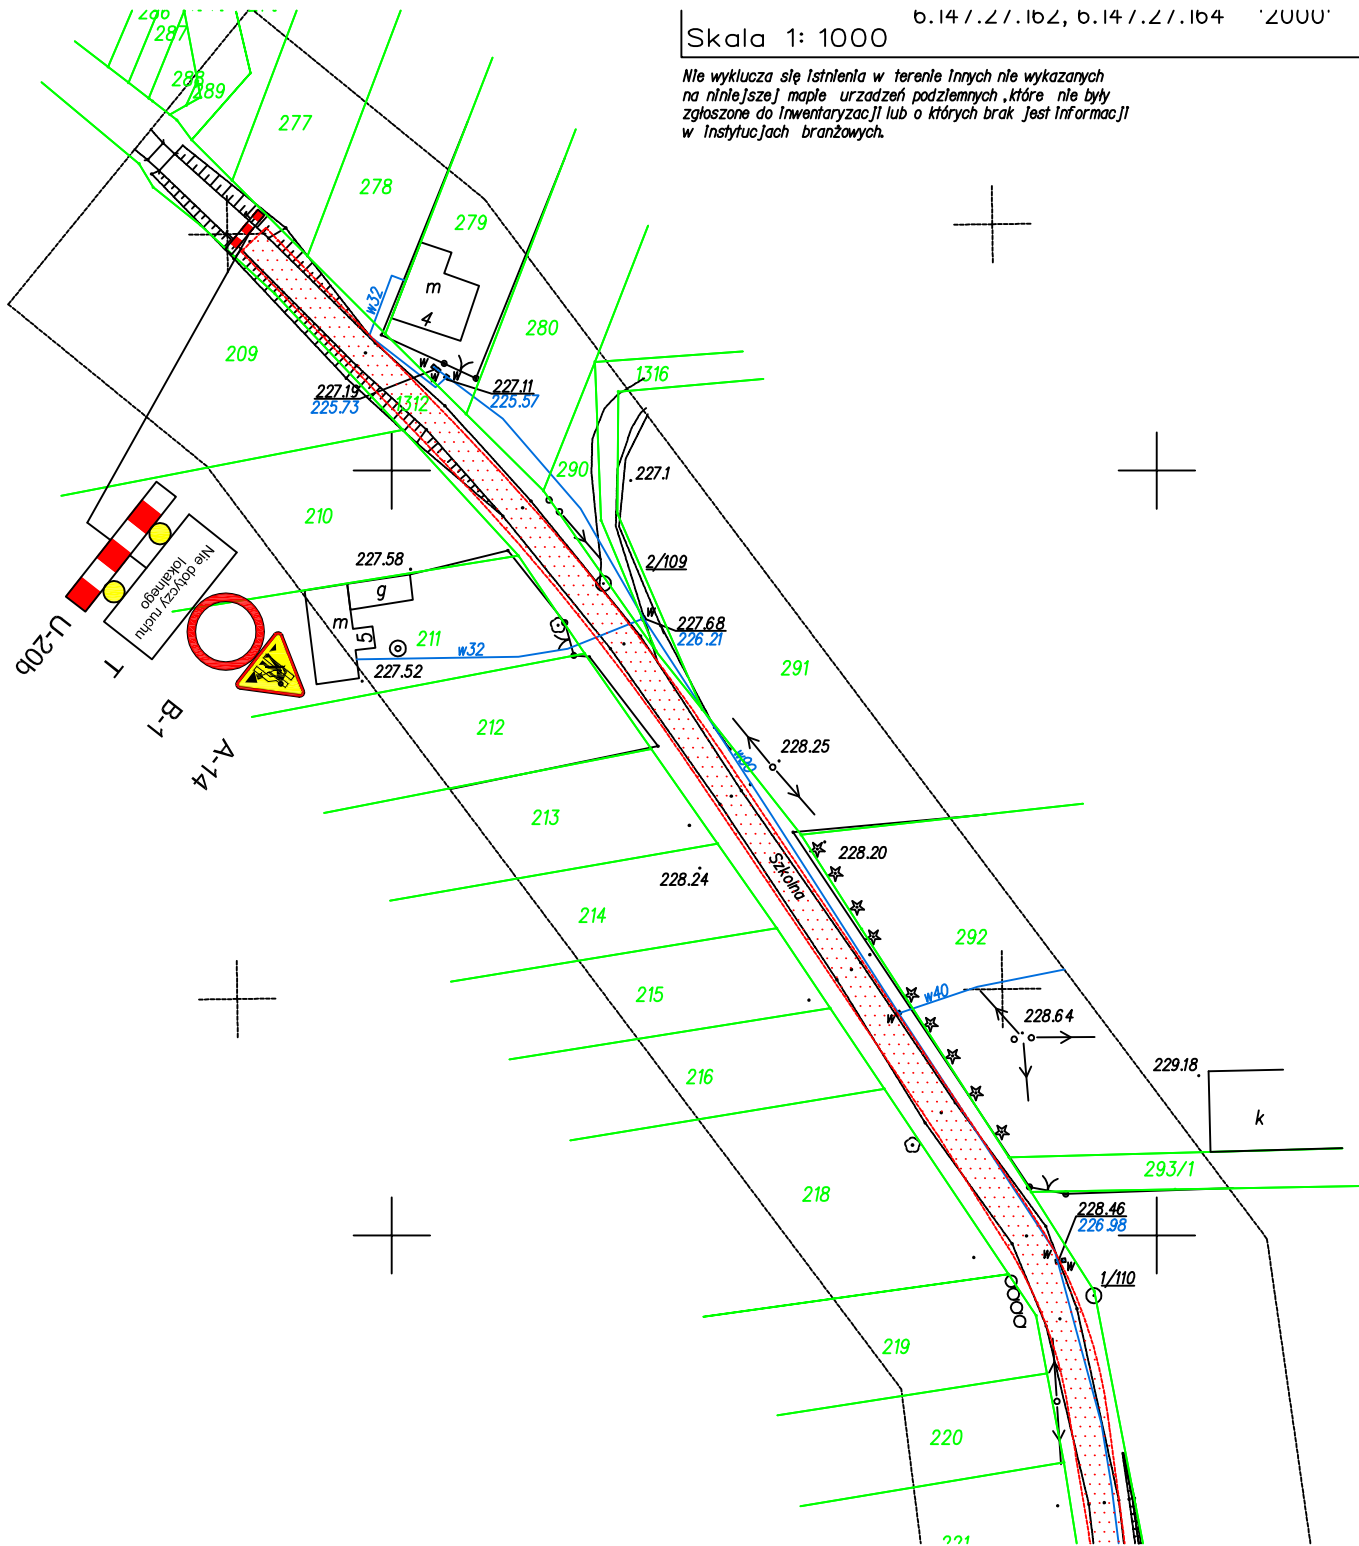 6.147.27.162, 6.147.27.164 '2000'
Skala 1: 1000
Nie wyklucza się istnienia w terenie innych nie wykazanych
na niniejszej mapie urzadzeń podziemnych ,które nie były
zgłoszone do inwentaryzacji lub o których brak jest informacji
w instytucjach branżowych.
286
287
288
289
277
278
279
m
4
w32
280
209
w
w
w
227.19
225.73
227.11
225.57
1312
1316
290
227.1
210
227.58
2/109
g
m
5
211
w
227.68
226.21
w32
227.52
291
Nie dotyczy ruchu
lokalnego
U-20b
T
B-1
A-14
212
228.25
213
228.20
Szkolna
228.24
214
292
215
w40
w
228.64
216
229.18
k
293/1
218
228.46
226.98
w
w
1/110
219
220
221